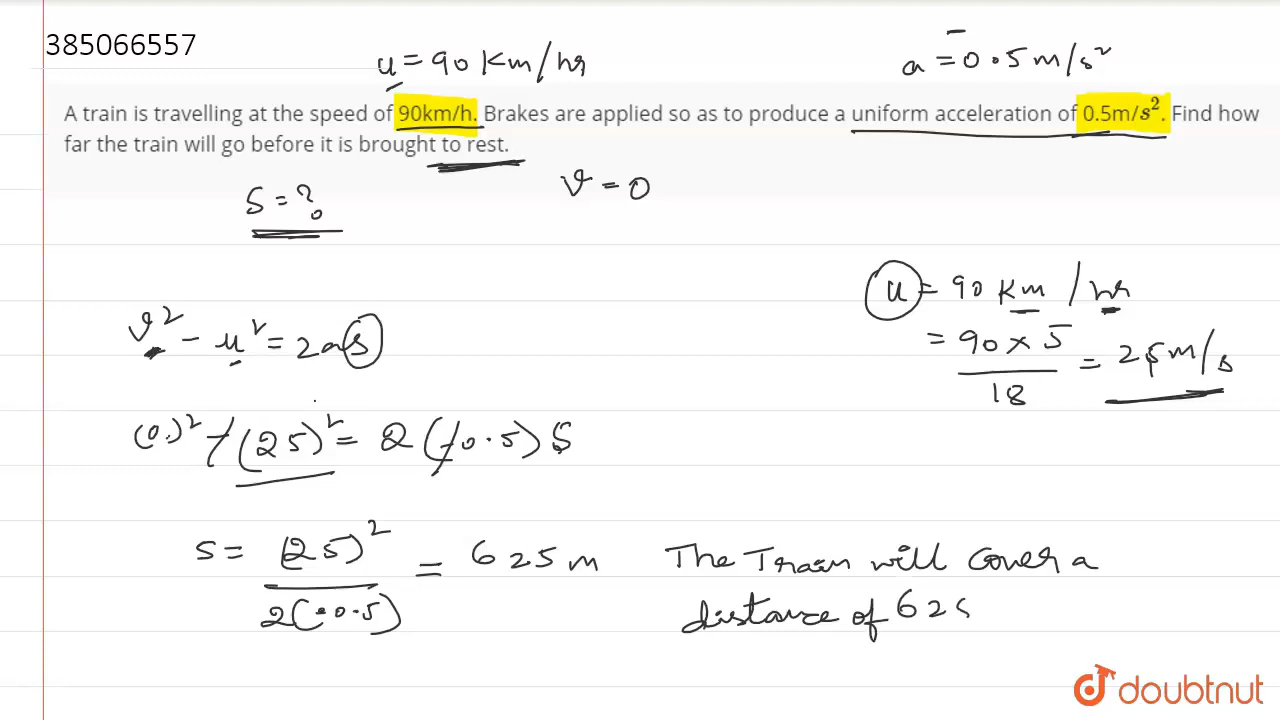 385066557
u = 90 Km/hr
a = -0.5 m/s²
A train is travelling at the speed of 90km/h. Brakes are applied so as to produce a uniform acceleration of 0.5m/s². Find how
far the train will go before it is brought to rest.
S = ?
v = 0
u = 90 Km/hr
= 90 × 5 / 18 = 25 m/s
v² - u² = 2as
(0)² - (25)² = 2(-0.5) S
S = (25)² / 2(0.5) = 625 m
The Train will cover a
distance of 625
doubtnut